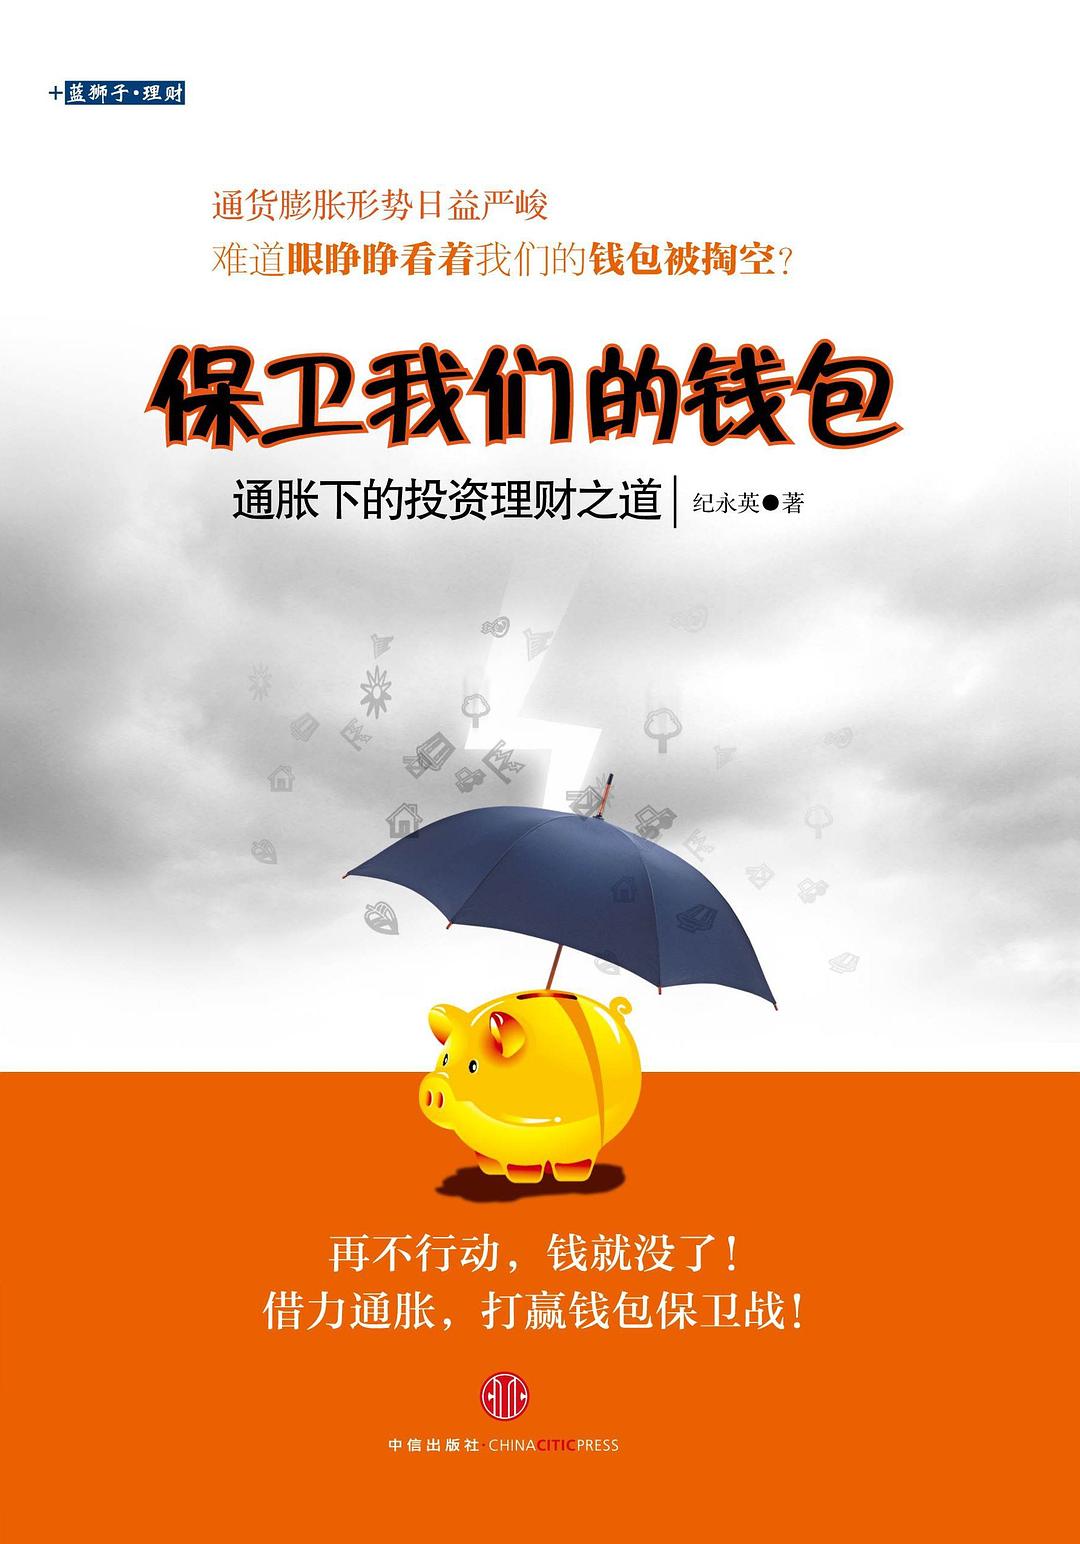 +蓝狮子·理财
通货膨胀形势日益严峻
难道眼睁睁看着我们的钱包被掏空？
保卫我们的钱包
通胀下的投资理财之道｜纪永英●著
再不行动，钱就没了！
借力通胀，打赢钱包保卫战！
中信出版社·CHINACITICPRESS